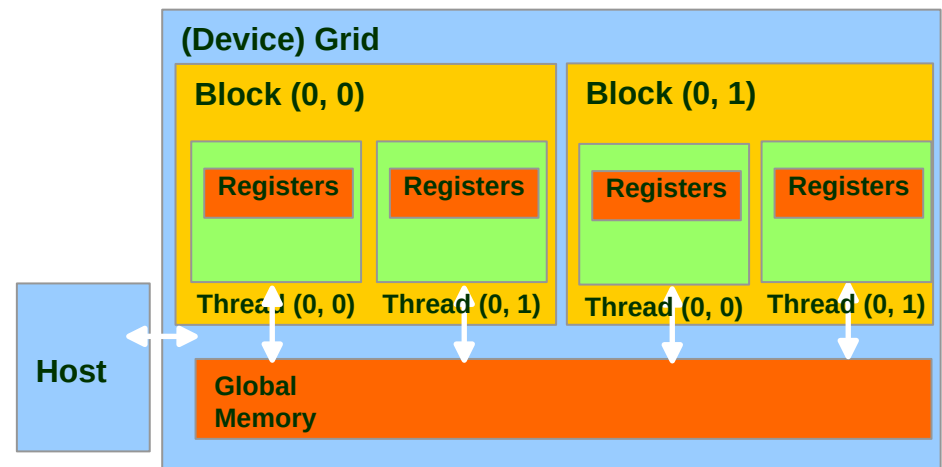 (Device) Grid
Block (0, 0)
Block (0, 1)
Registers
Registers
Registers
Registers
Thread (0, 0)
Thread (0, 1)
Thread (0, 0)
Thread (0, 1)
Host
Global
Memory